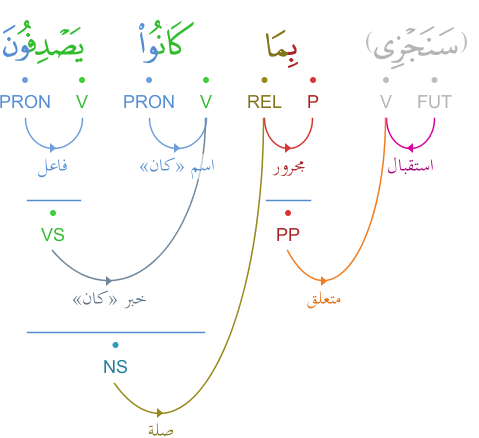 (سَنَجْزِى) بِمَا كَانُوا۟ يَصْدِفُونَ
FUT V P REL V PRON V PRON
استقبال مجرور اسم «كان» فاعل
PP VS
متعلق خبر «كان»
NS
صلة